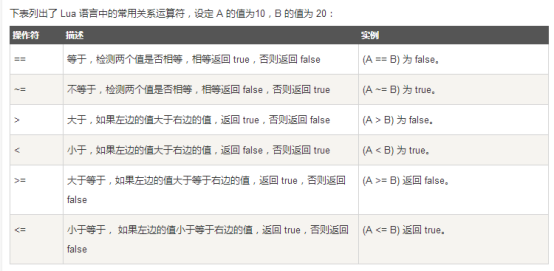 下表列出了 Lua 语言中的常用关系运算符，设定 A 的值为10，B 的值为 20：
操作符 描述 实例
== 等于，检测两个值是否相等，相等返回 true，否则返回 false (A == B) 为 false。
~= 不等于，检测两个值是否相等，相等返回 false，否则返回 true (A ~= B) 为 true。
> 大于，如果左边的值大于右边的值，返回 true，否则返回 false (A > B) 为 false。
< 小于，如果左边的值大于右边的值，返回 false，否则返回 true (A < B) 为 true。
>= 大于等于，如果左边的值大于等于右边的值，返回 true，否则返回 (A >= B) 返回 false。
false
<= 小于等于， 如果左边的值小于等于右边的值，返回 true，否则返回 (A <= B) 返回 true。
false